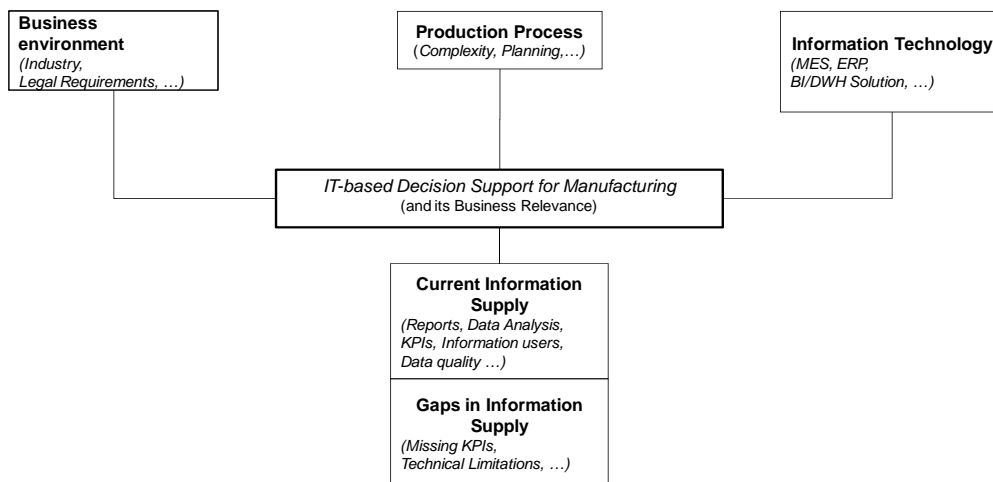 Business
environment
(Industry,
Legal Requirements, …)
Production Process
(Complexity, Planning,…)
Information Technology
(MES, ERP,
BI/DWH Solution, …)
IT-based Decision Support for Manufacturing
(and its Business Relevance)
Current Information
Supply
(Reports, Data Analysis,
KPIs, Information users,
Data quality …)
Gaps in Information
Supply
(Missing KPIs,
Technical Limitations, …)